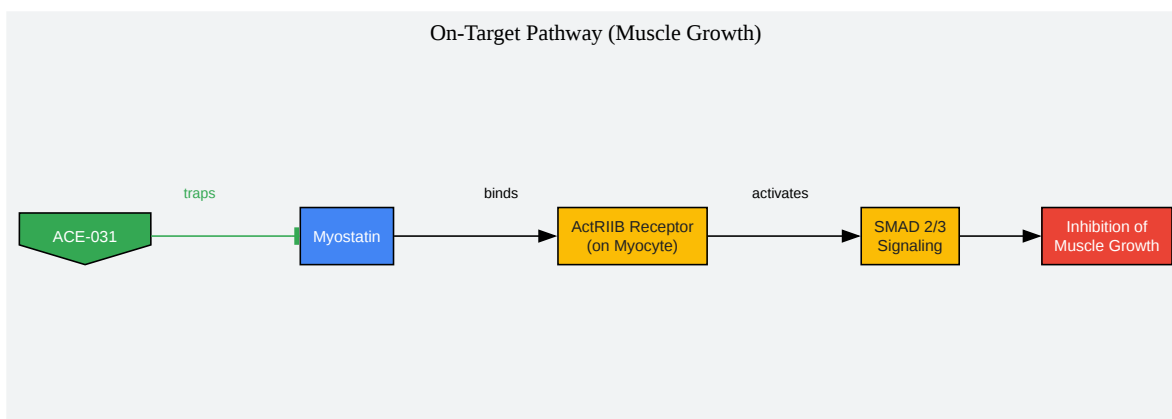 On-Target Pathway (Muscle Growth)
traps
binds
activates
ACE-031
Myostatin
ActRIIB Receptor
(on Myocyte)
SMAD 2/3
Signaling
Inhibition of
Muscle Growth